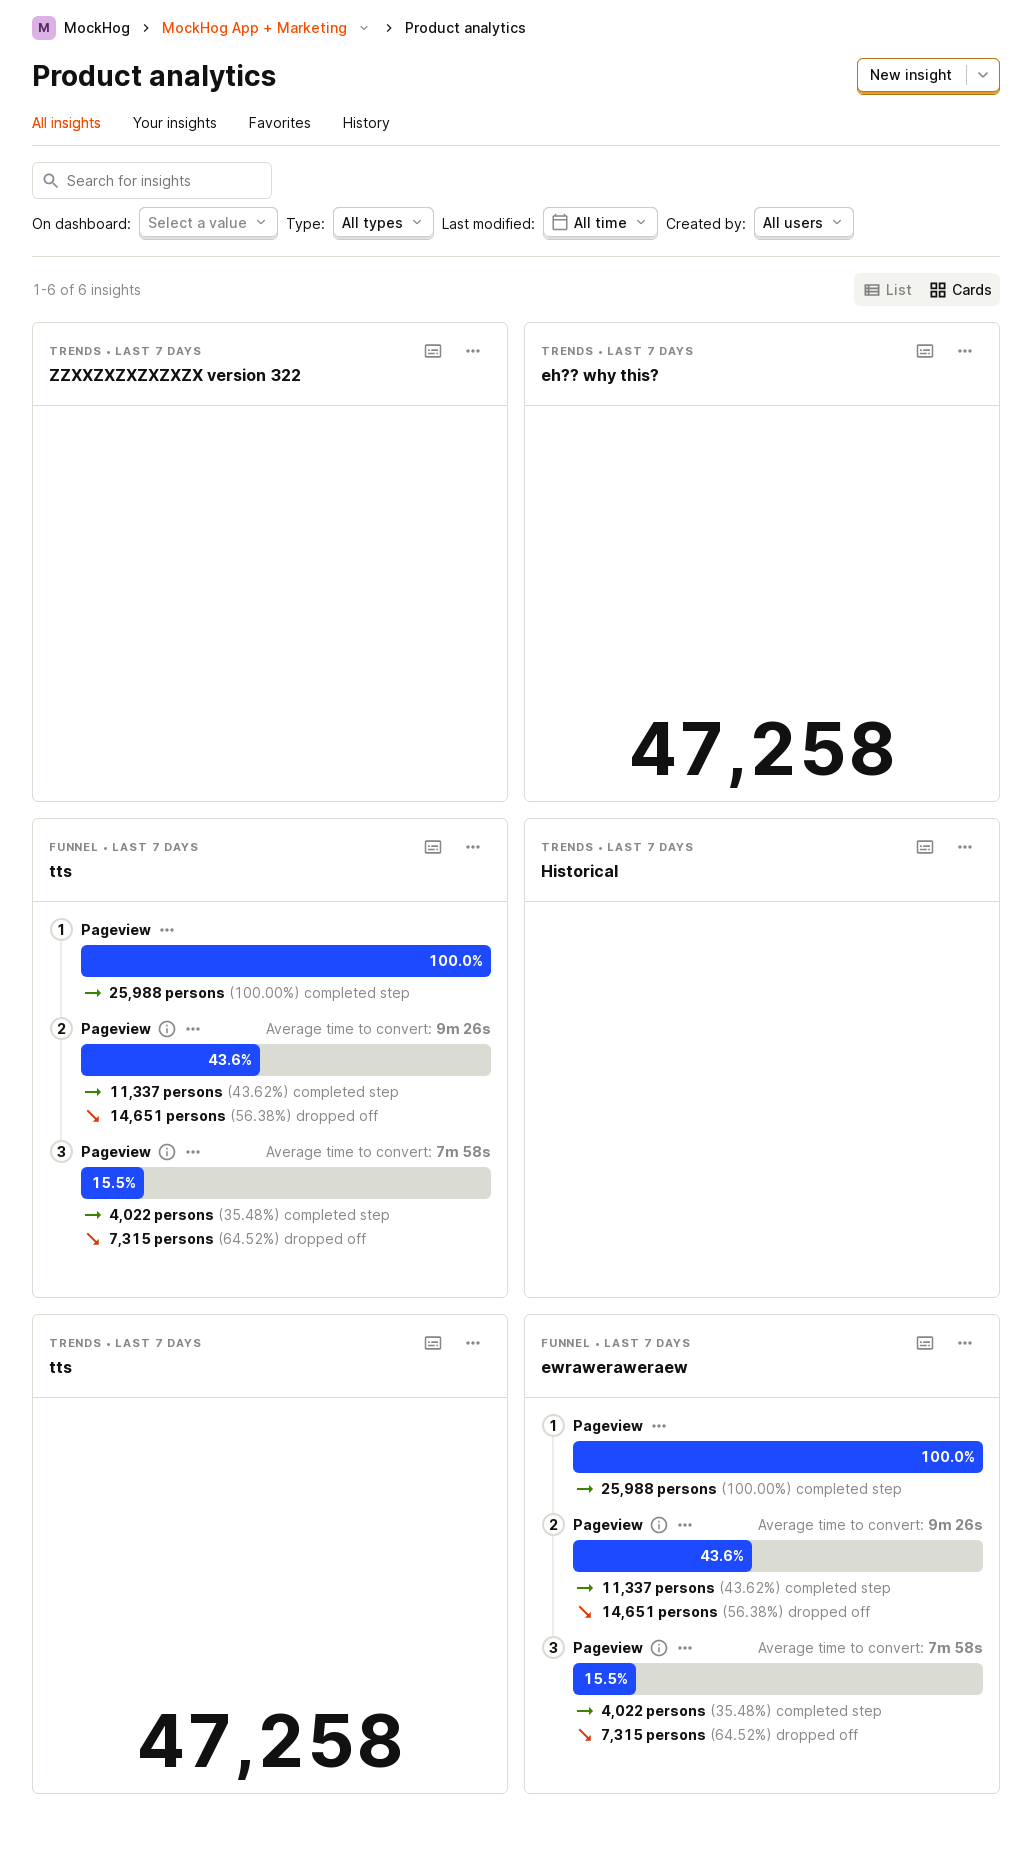 M MockHog > MockHog App + Marketing > Product analytics
Product analytics
New insight
All insights Your insights Favorites History
Search for insights
On dashboard: Select a value Type: All types Last modified: All time Created by: All users
1-6 of 6 insights
List Cards
TRENDS • LAST 7 DAYS
ZZXXZXZXZXZXZX version 322
TRENDS • LAST 7 DAYS
eh?? why this?
47,258
FUNNEL • LAST 7 DAYS
tts
1 Pageview
100.0%
25,988 persons (100.00%) completed step
2 Pageview Average time to convert: 9m 26s
43.6%
11,337 persons (43.62%) completed step
14,651 persons (56.38%) dropped off
3 Pageview Average time to convert: 7m 58s
15.5%
4,022 persons (35.48%) completed step
7,315 persons (64.52%) dropped off
TRENDS • LAST 7 DAYS
Historical
TRENDS • LAST 7 DAYS
tts
47,258
FUNNEL • LAST 7 DAYS
ewraweraweraew
1 Pageview
100.0%
25,988 persons (100.00%) completed step
2 Pageview Average time to convert: 9m 26s
43.6%
11,337 persons (43.62%) completed step
14,651 persons (56.38%) dropped off
3 Pageview Average time to convert: 7m 58s
15.5%
4,022 persons (35.48%) completed step
7,315 persons (64.52%) dropped off